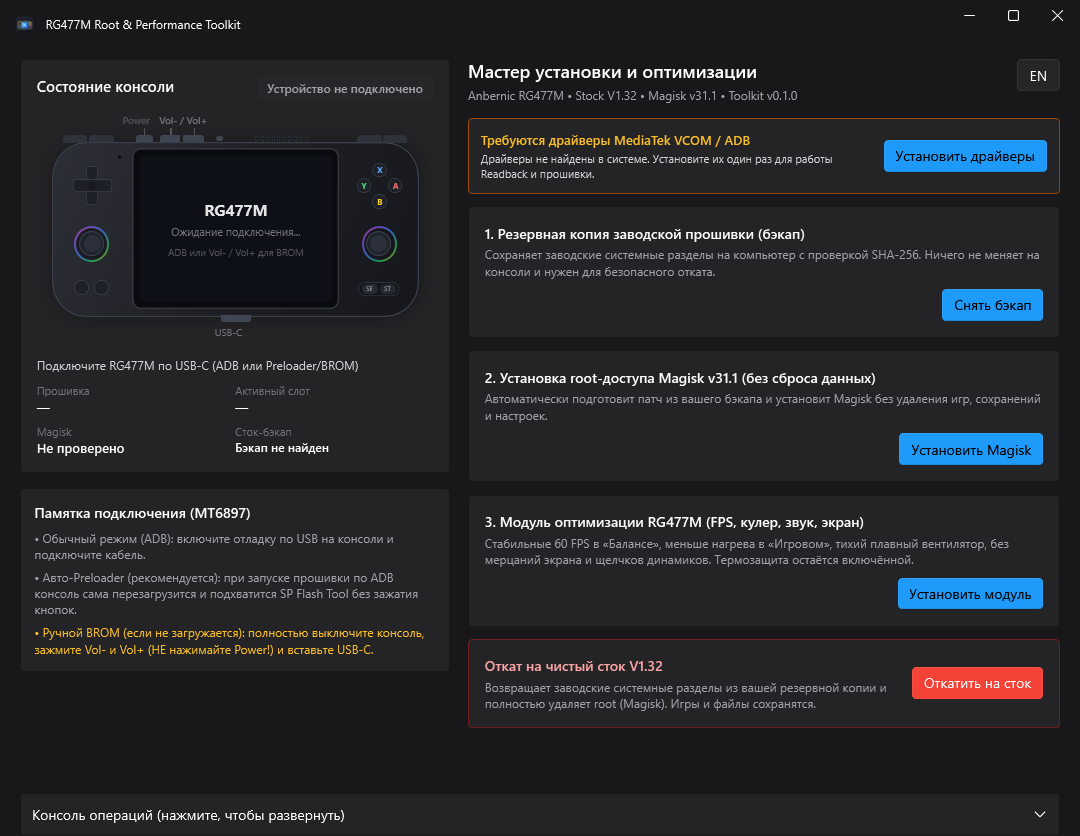 RG477M Root & Performance Toolkit
Состояние консоли
Устройство не подключено
Power Vol- / Vol+
X
Y
A
B
RG477M
Ожидание подключения...
ADB или Vol- / Vol+ для BROM
SE ST
USB-C
Подключите RG477M по USB-C (ADB или Preloader/BROM)
Прошивка
—
Активный слот
—
Magisk
Не проверено
Сток-бэкап
Бэкап не найден
Памятка подключения (MT6897)
• Обычный режим (ADB): включите отладку по USB на консоли и
подключите кабель.
• Авто-Preloader (рекомендуется): при запуске прошивки по ADB
консоль сама перезагрузится и подхватится SP Flash Tool без зажатия
кнопок.
• Ручной BROM (если не загружается): полностью выключите консоль,
зажмите Vol- и Vol+ (НЕ нажимайте Power!) и вставьте USB-C.
Мастер установки и оптимизации
Anbernic RG477M • Stock V1.32 • Magisk v31.1 • Toolkit v0.1.0
EN
Требуются драйверы MediaTek VCOM / ADB
Драйверы не найдены в системе. Установите их один раз для работы
Readback и прошивки.
Установить драйверы
1. Резервная копия заводской прошивки (бэкап)
Сохраняет заводские системные разделы на компьютер с проверкой SHA-256. Ничего не меняет на
консоли и нужен для безопасного отката.
Снять бэкап
2. Установка root-доступа Magisk v31.1 (без сброса данных)
Автоматически подготовит патч из вашего бэкапа и установит Magisk без удаления игр, сохранений
и настроек.
Установить Magisk
3. Модуль оптимизации RG477M (FPS, кулер, звук, экран)
Стабильные 60 FPS в «Балансе», меньше нагрева в «Игровом», тихий плавный вентилятор, без
мерцаний экрана и щелчков динамиков. Термозащита остаётся включённой.
Установить модуль
Откат на чистый сток V1.32
Возвращает заводские системные разделы из вашей резервной копии и
полностью удаляет root (Magisk). Игры и файлы сохранятся.
Откатить на сток
Консоль операций (нажмите, чтобы развернуть)